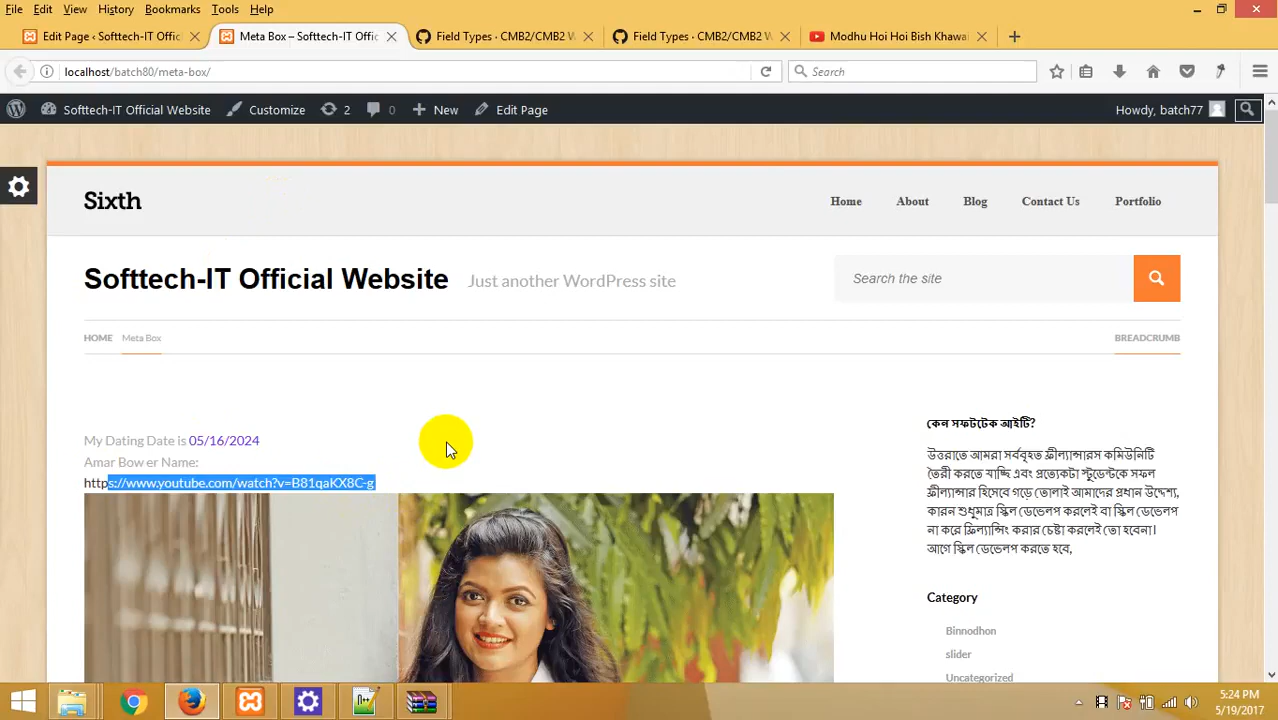 File Edit View History Bookmarks Tools Help
Edit Page ‹ Softtech-IT Offic
Meta Box – Softtech-IT Offic
Field Types · CMB2/CMB2 W
Field Types · CMB2/CMB2 W
Modhu Hoi Hoi Bish Khawai
localhost/batch80/meta-box/
Search
Softtech-IT Official Website Customize 2 0 New Edit Page Howdy, batch77
Sixth
Home About Blog Contact Us Portfolio
Softtech-IT Official Website Just another WordPress site
Search the site
HOME Meta Box BREADCRUMB
My Dating Date is 05/16/2024
Amar Bow er Name:
https://www.youtube.com/watch?v=B81qaKX8C-g
কেন সফটটেক আইটি?
উত্তরাতে আমরা সর্ববৃহত ফ্রীল্যান্সারস কমিউনিটি
তৈরী করতে যাচ্ছি এবং প্রত্যেকটা স্টুডেন্টকে সফল
ফ্রীল্যান্সার হিসেবে গড়ে তোলাই আমাদের প্রধান উদ্দেশ্য,
কারন শুধুমাত্র স্কিল ডেভেলপ করলেই বা স্কিল ডেভেলপ
না করে ফ্রিল্যান্সিং করার চেষ্টা করলেই তো হবেনা।
আগে স্কিল ডেভেলপ করতে হবে,
Category
Binnodhon
slider
Uncategorized
5:24 PM
5/19/2017